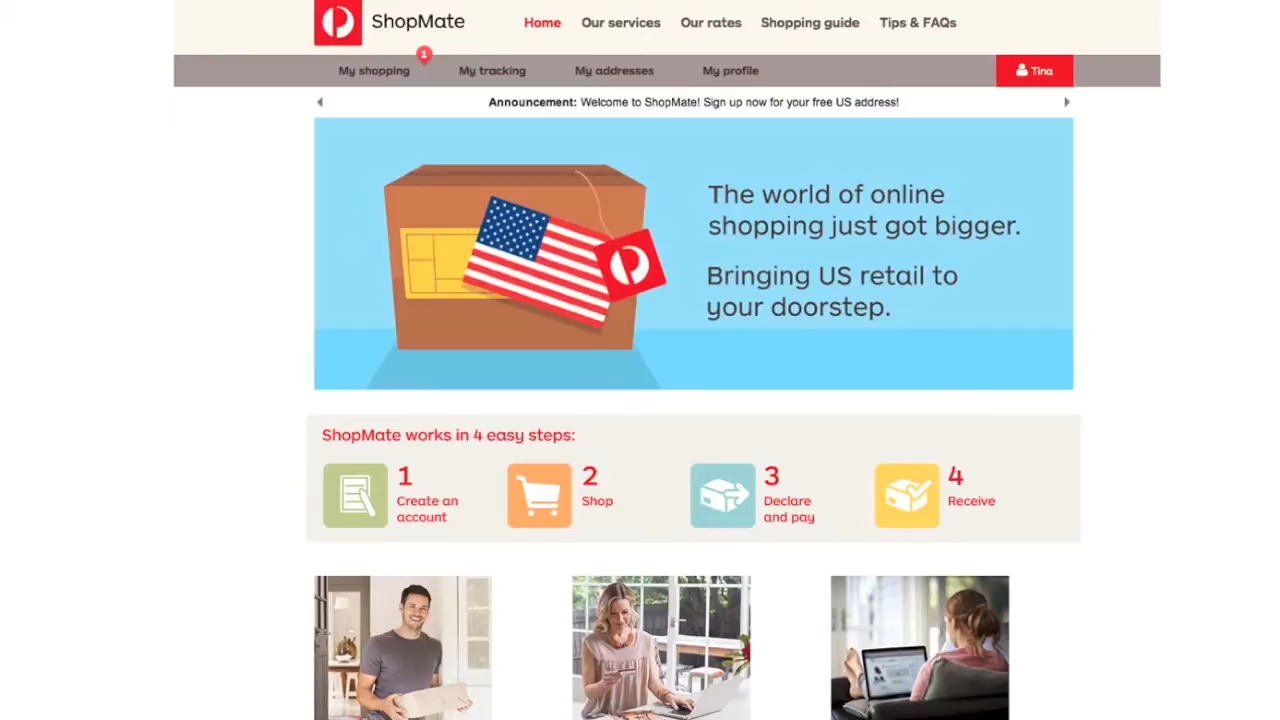 ShopMate
Home Our services Our rates Shopping guide Tips & FAQs
1
My shopping My tracking My addresses My profile Tina
Announcement: Welcome to ShopMate! Sign up now for your free US address!
The world of online
shopping just got bigger.
Bringing US retail to
your doorstep.
ShopMate works in 4 easy steps:
1
Create an
account
2
Shop
3
Declare
and pay
4
Receive